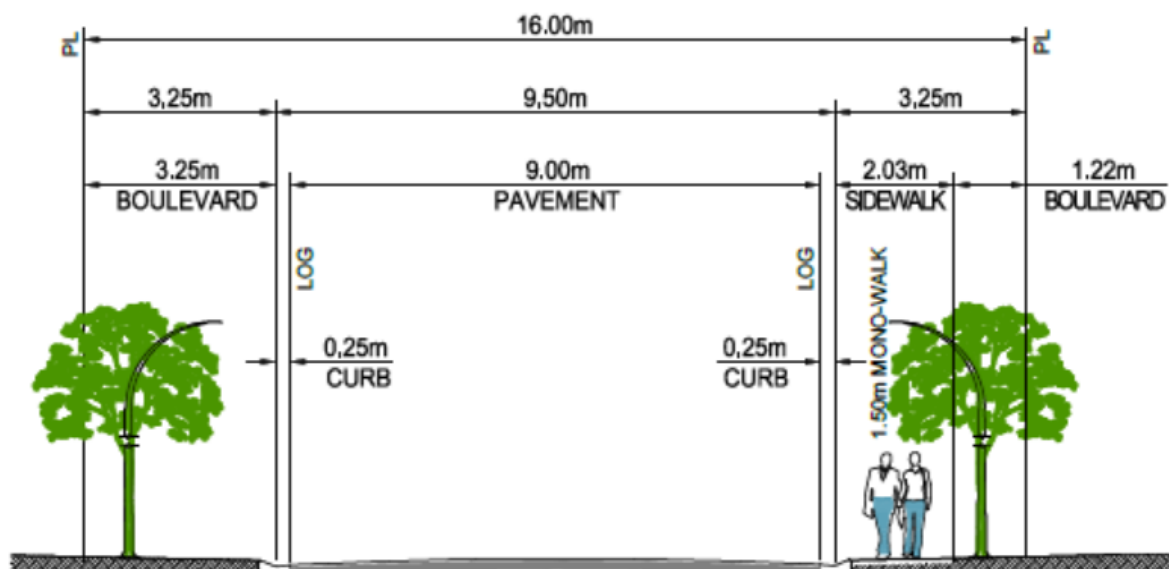 16.00m
PL
PL
3,25m
9,50m
3,25m
3.25m
9.00m
2.03m
1.22m
BOULEVARD
PAVEMENT
SIDEWALK
BOULEVARD
LOG
LOG
1.50m MONO-WALK
0,25m
CURB
0,25m
CURB